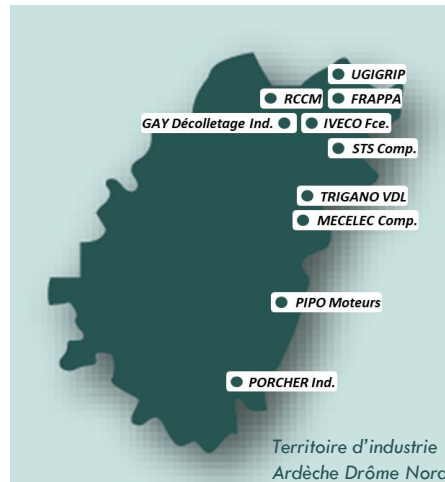 UGIGRIP
RCCM
FRAPPA
GAY Décolletage Ind.
IVECO Fce.
STS Comp.
TRIGANO VDL
MECELEC Comp.
PIPO Moteurs
PORCHER Ind.
Territoire d'industrie
Ardèche Drôme Nord